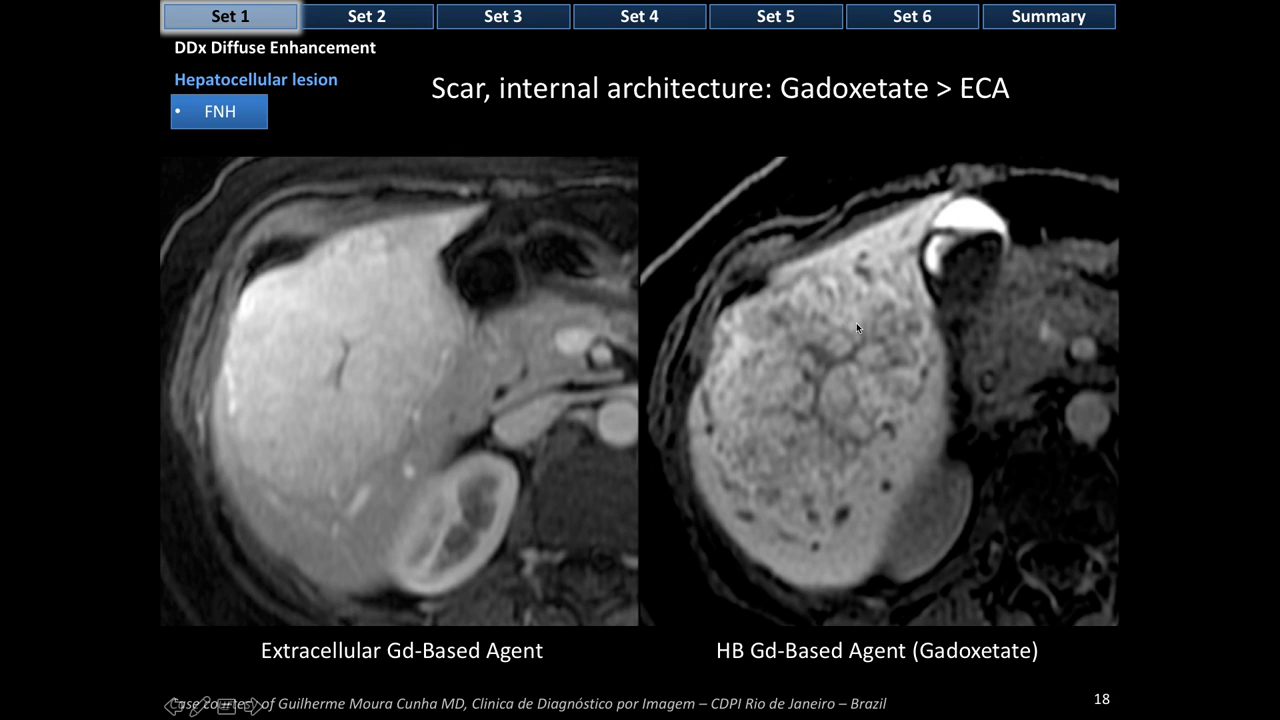 Set 1 Set 2 Set 3 Set 4 Set 5 Set 6 Summary
DDx Diffuse Enhancement
Hepatocellular lesion
• FNH
Scar, internal architecture: Gadoxetate > ECA
Extracellular Gd-Based Agent HB Gd-Based Agent (Gadoxetate)
Case courtesy of Guilherme Moura Cunha MD, Clinica de Diagnóstico por Imagem – CDPI Rio de Janeiro – Brazil
18